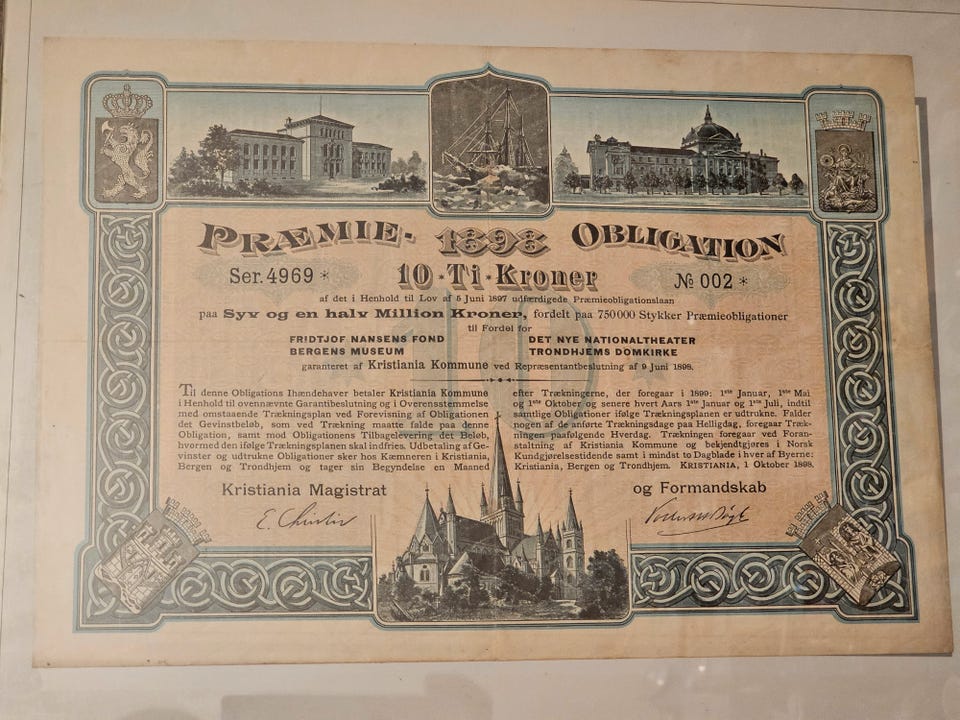 PRÆMIE- 1898 OBLIGATION
Ser. 4969 * 10 · Ti · Kroner № 002 *
af det i Henhold til Lov af 5 Juni 1897 udfærdigede Præmieobligationslaan
paa Syv og en halv Million Kroner, fordelt paa 750000 Stykker Præmieobligationer
til Fordel for
FRIDTJOF NANSENS FOND
BERGENS MUSEUM
DET NYE NATIONALTHEATER
TRONDHJEMS DOMKIRKE
garanteret af Kristiania Kommune ved Repræsentantbeslutning af 9 Juni 1898.
10
Til denne Obligations Ihændehaver betaler Kristiania Kommune
i Henhold til ovennævnte Garantibeslutning og i Overensstemmelse
med omstaaende Trækningsplan ved Forevisning af Obligationen
det Gevinstbeløb, som ved Trækning maatte falde paa denne
Obligation, samt mod Obligationens Tilbagelevering det Beløb,
hvormed den ifølge Trækningsplanen skal indfries. Udbetaling af Ge-
vinster og udtrukne Obligationer sker hos Kæmneren i Kristiania,
Bergen og Trondhjem og tager sin Begyndelse en Maaned
efter Trækningerne, der foregaar i 1899: 1ste Januar, 1ste Mai
og 1ste Oktober, og senere hvert Aars 1ste Januar og 1ste Juli, indtil
samtlige Obligationer ifølge Trækningsplanen er udtrukne. Falder
nogen af de anførte Trækningsdage paa Helligdag, foregaar Træk-
ningen paafølgende Hverdag. Trækningen foregaar ved Foran-
staltning af Kristiania Kommune og bekjendtgjøres i Norsk
Kundgjørelsestidende samt i mindst to Dagblade i hver af Byerne:
Kristiania, Bergen og Trondhjem. KRISTIANIA, 1 Oktober 1898.
Kristiania Magistrat og Formandskab